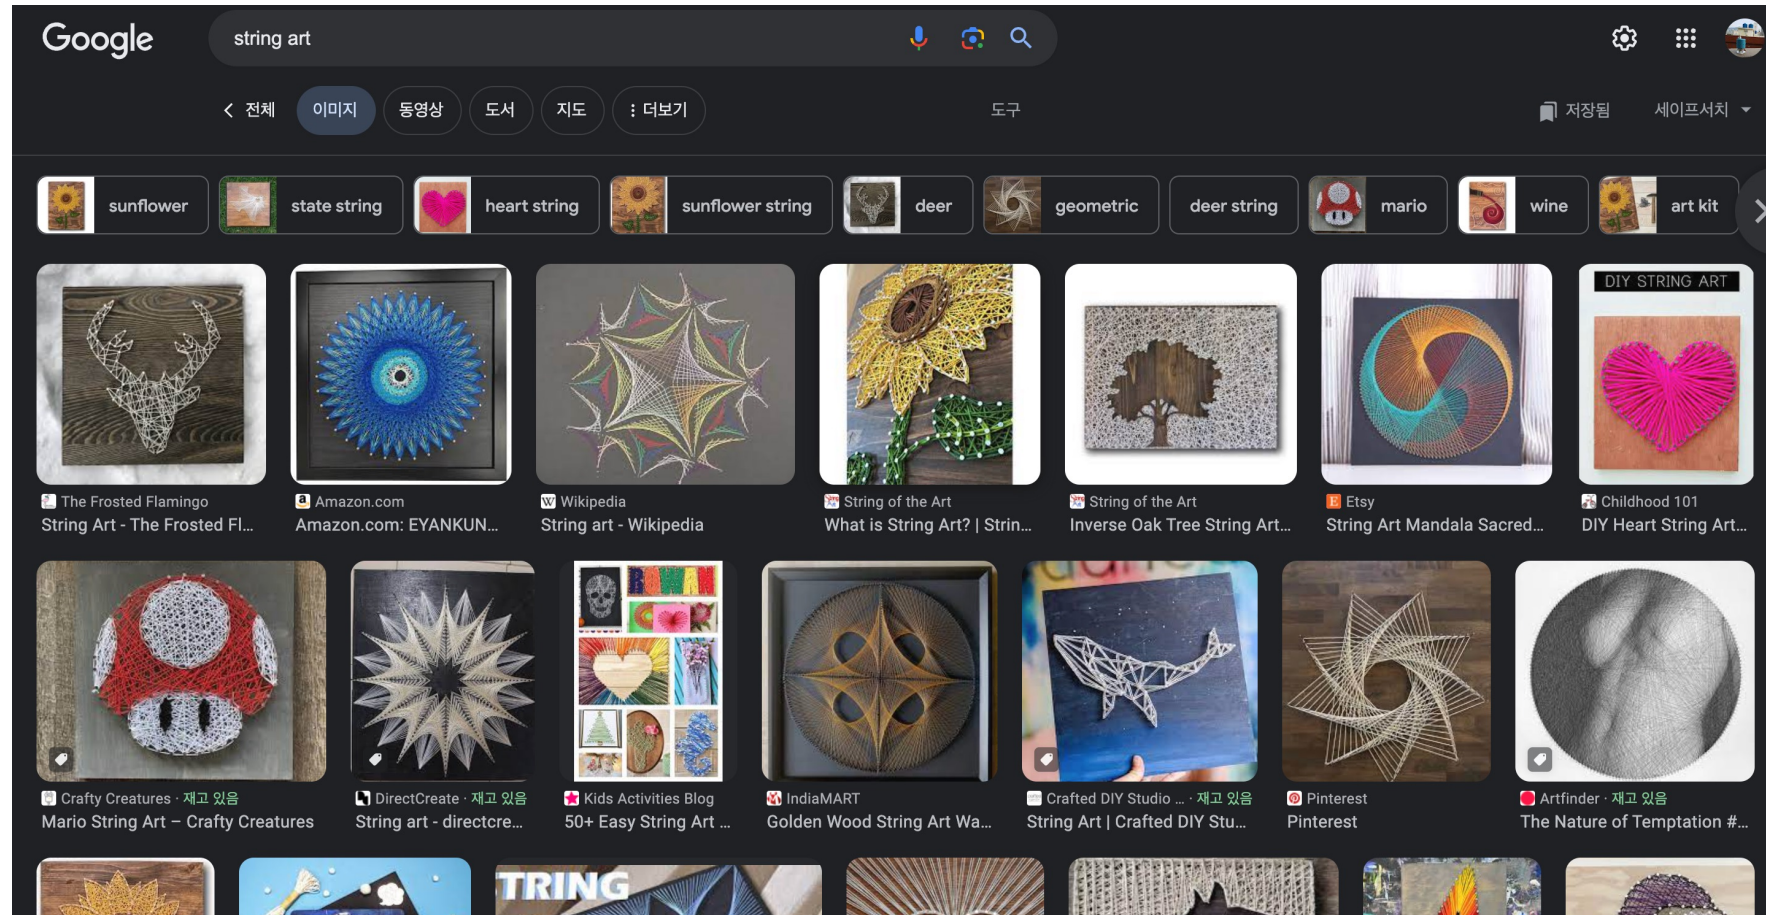 Google
string art
전체
이미지
동영상
도서
지도
더보기
도구
저장됨
세이프서치
sunflower
state string
heart string
sunflower string
deer
geometric
deer string
mario
wine
art kit
DIY STRING ART
The Frosted Flamingo
String Art - The Frosted Fl...
Amazon.com
Amazon.com: EYANKUN...
Wikipedia
String art - Wikipedia
String of the Art
What is String Art? | Strin...
String of the Art
Inverse Oak Tree String Art...
Etsy
String Art Mandala Sacred...
Childhood 101
DIY Heart String Art...
Crafty Creatures · 재고 있음
Mario String Art – Crafty Creatures
DirectCreate · 재고 있음
String art - directcre...
Kids Activities Blog
50+ Easy String Art ...
IndiaMART
Golden Wood String Art Wa...
Crafted DIY Studio ... · 재고 있음
String Art | Crafted DIY Stu...
Pinterest
Pinterest
Artfinder · 재고 있음
The Nature of Temptation #...
TRING